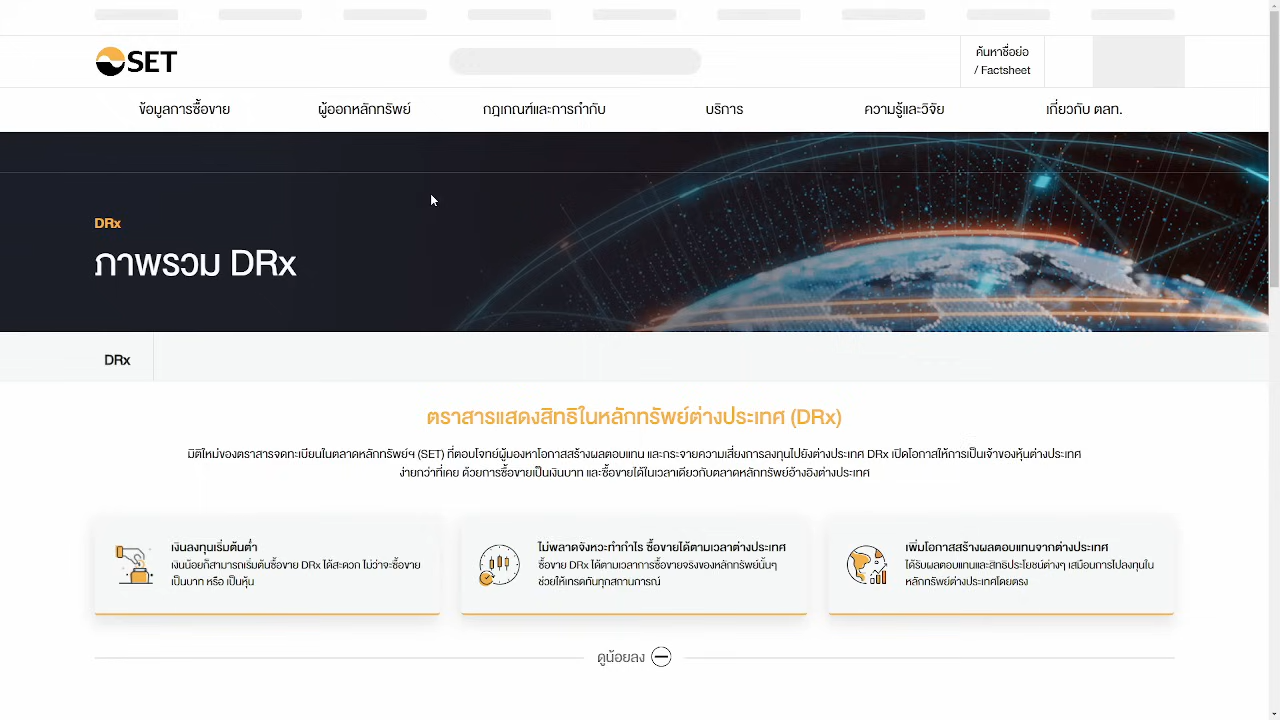 SET
ค้นหาชื่อย่อ
/ Factsheet
ข้อมูลการซื้อขาย
ผู้ออกหลักทรัพย์
กฎเกณฑ์และการกำกับ
บริการ
ความรู้และวิจัย
เกี่ยวกับ ตลท.
DRx
ภาพรวม DRx
DRx
ตราสารแสดงสิทธิในหลักทรัพย์ต่างประเทศ (DRx)
มิติใหม่ของตราสารจดทะเบียนในตลาดหลักทรัพย์ฯ (SET) ที่ตอบโจทย์ผู้มองหาโอกาสสร้างผลตอบแทน และกระจายความเสี่ยงการลงทุนไปยังต่างประเทศ DRx เปิดโอกาสให้การเป็นเจ้าของหุ้นต่างประเทศ
ง่ายกว่าที่เคย ด้วยการซื้อขายเป็นเงินบาท และซื้อขายได้ในเวลาเดียวกับตลาดหลักทรัพย์อ้างอิงต่างประเทศ
เงินลงทุนเริ่มต้นต่ำ
เงินน้อยก็สามารถเริ่มต้นซื้อขาย DRx ได้สะดวก ไม่ว่าจะซื้อขาย
เป็นบาท หรือ เป็นหุ้น
ไม่พลาดจังหวะทำกำไร ซื้อขายได้ตามเวลาต่างประเทศ
ซื้อขาย DRx ได้ตามเวลาการซื้อขายจริงของหลักทรัพย์นั้นๆ
ช่วยให้เทรดทันทุกสถานการณ์
เพิ่มโอกาสสร้างผลตอบแทนจากต่างประเทศ
ได้รับผลตอบแทนและสิทธิประโยชน์ต่างๆ เสมือนการไปลงทุนใน
หลักทรัพย์ต่างประเทศโดยตรง
ดูน้อยลง